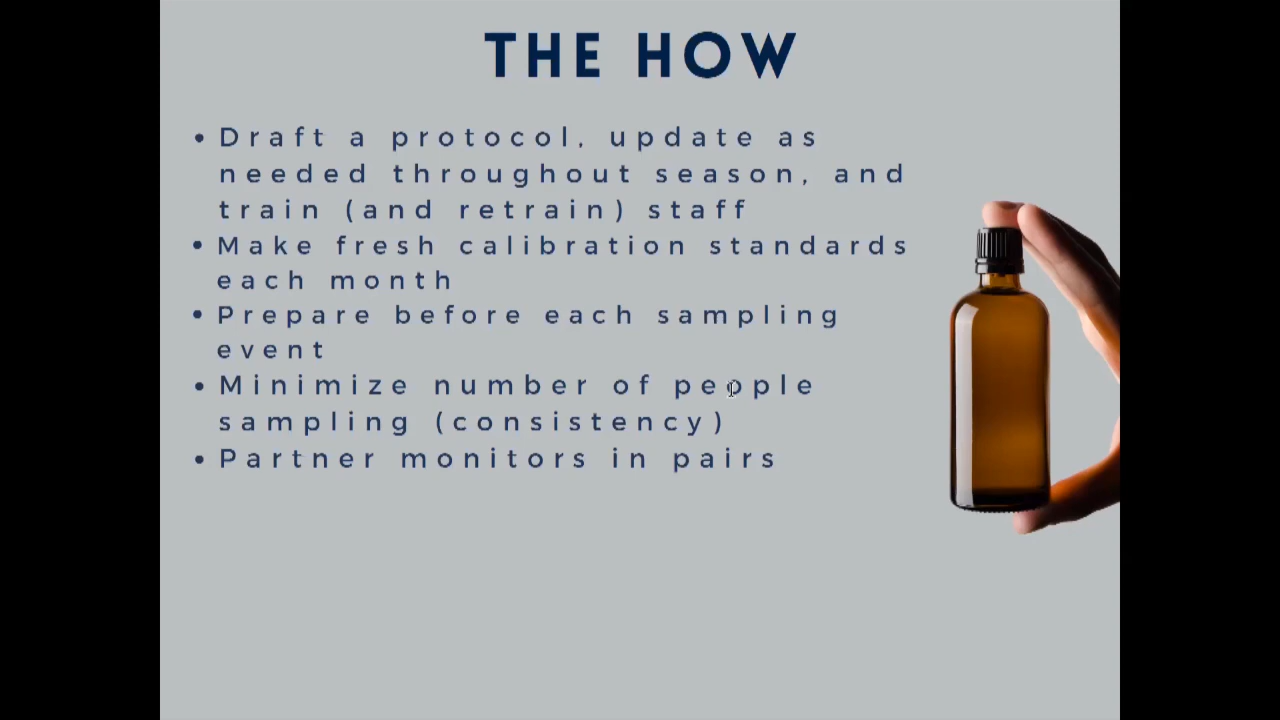 THE HOW
• Draft a protocol, update as
needed throughout season, and
train (and retrain) staff
• Make fresh calibration standards
each month
• Prepare before each sampling
event
• Minimize number of people
sampling (consistency)
• Partner monitors in pairs